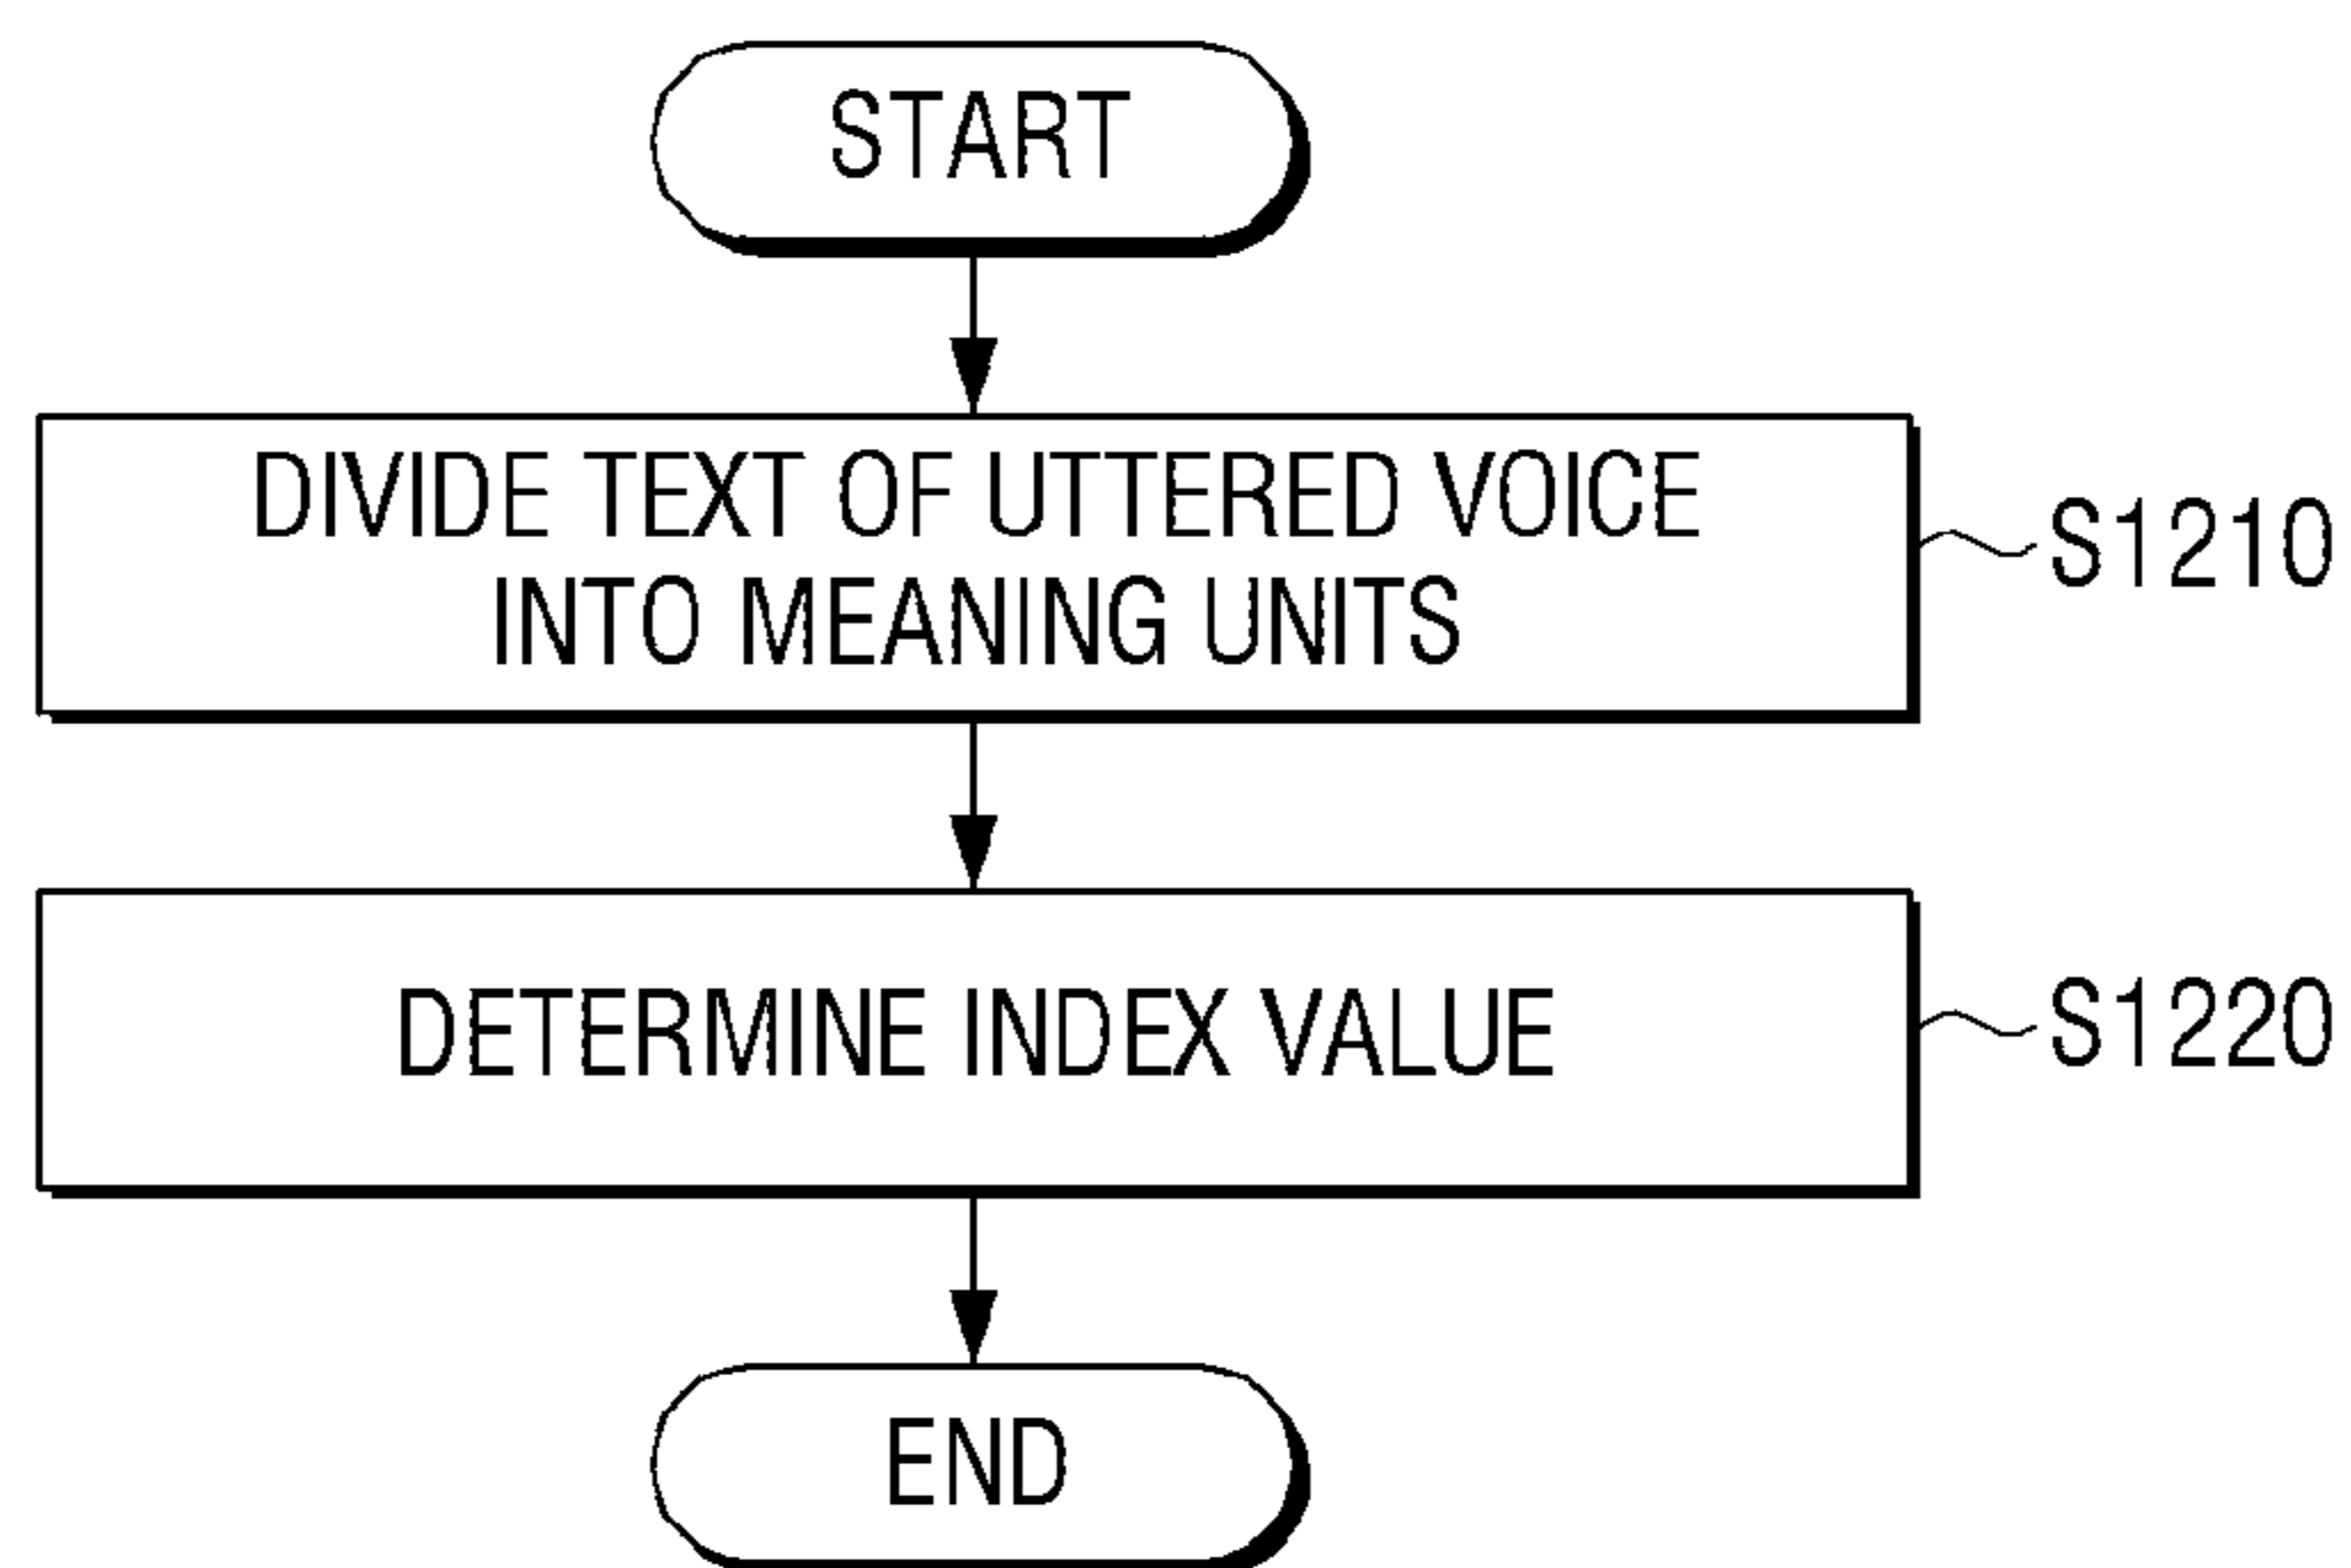 START
DIVIDE TEXT OF UTTERED VOICE
INTO MEANING UNITS
S1210
DETERMINE INDEX VALUE
S1220
END